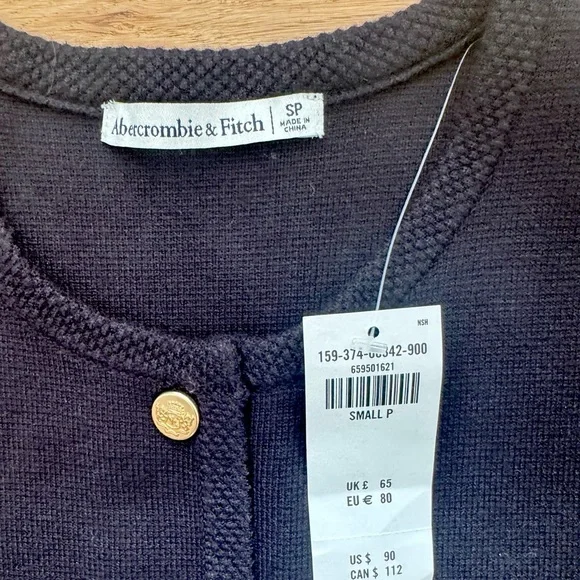 Abercrombie & Fitch | SP
MADE IN
CHINA
NSH
659501621
SMALL P
UK £ 65
EU € 80
US $ 90
CAN $ 112